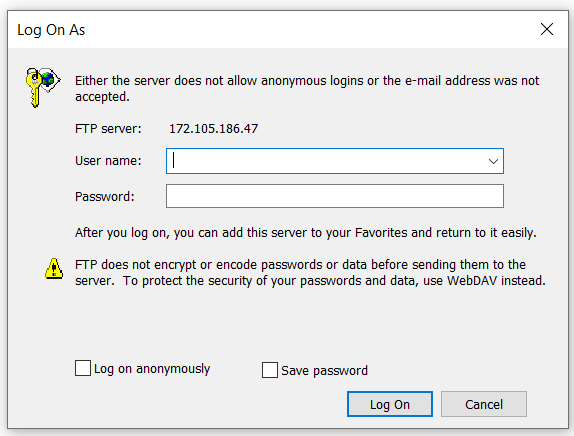 Log On As
Either the server does not allow anonymous logins or the e-mail address was not
accepted.
FTP server: 172.105.186.47
User name:
Password:
After you log on, you can add this server to your Favorites and return to it easily.
FTP does not encrypt or encode passwords or data before sending them to the
server. To protect the security of your passwords and data, use WebDAV instead.
Log on anonymously Save password
Log On Cancel